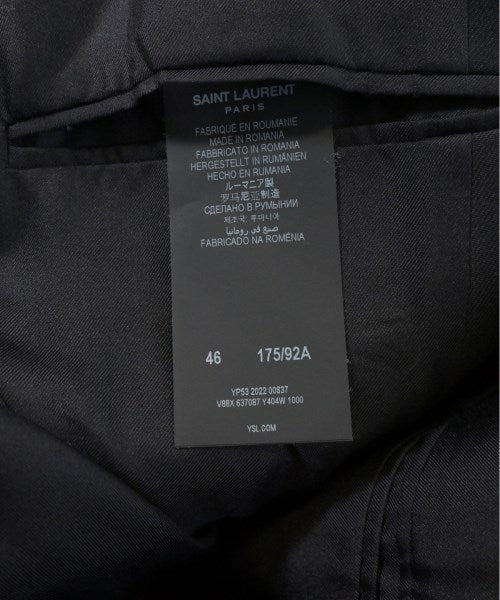 SAINT LAURENT
PARIS
FABRIQUÉ EN ROUMANIE
MADE IN ROMANIA
FABBRICATO IN ROMANIA
HERGESTELLT IN RUMÄNIEN
HECHO EN RUMANIA
ルーマニア製
罗马尼亚制造
СДЕЛАНО В РУМЫНИИ
제조국: 루마니아
صنع في رومانيا
FABRICADO NA ROMÉNIA
46 175/92A
YP53 2022 00837
V88X 637087 Y404W 1000
YSL.COM